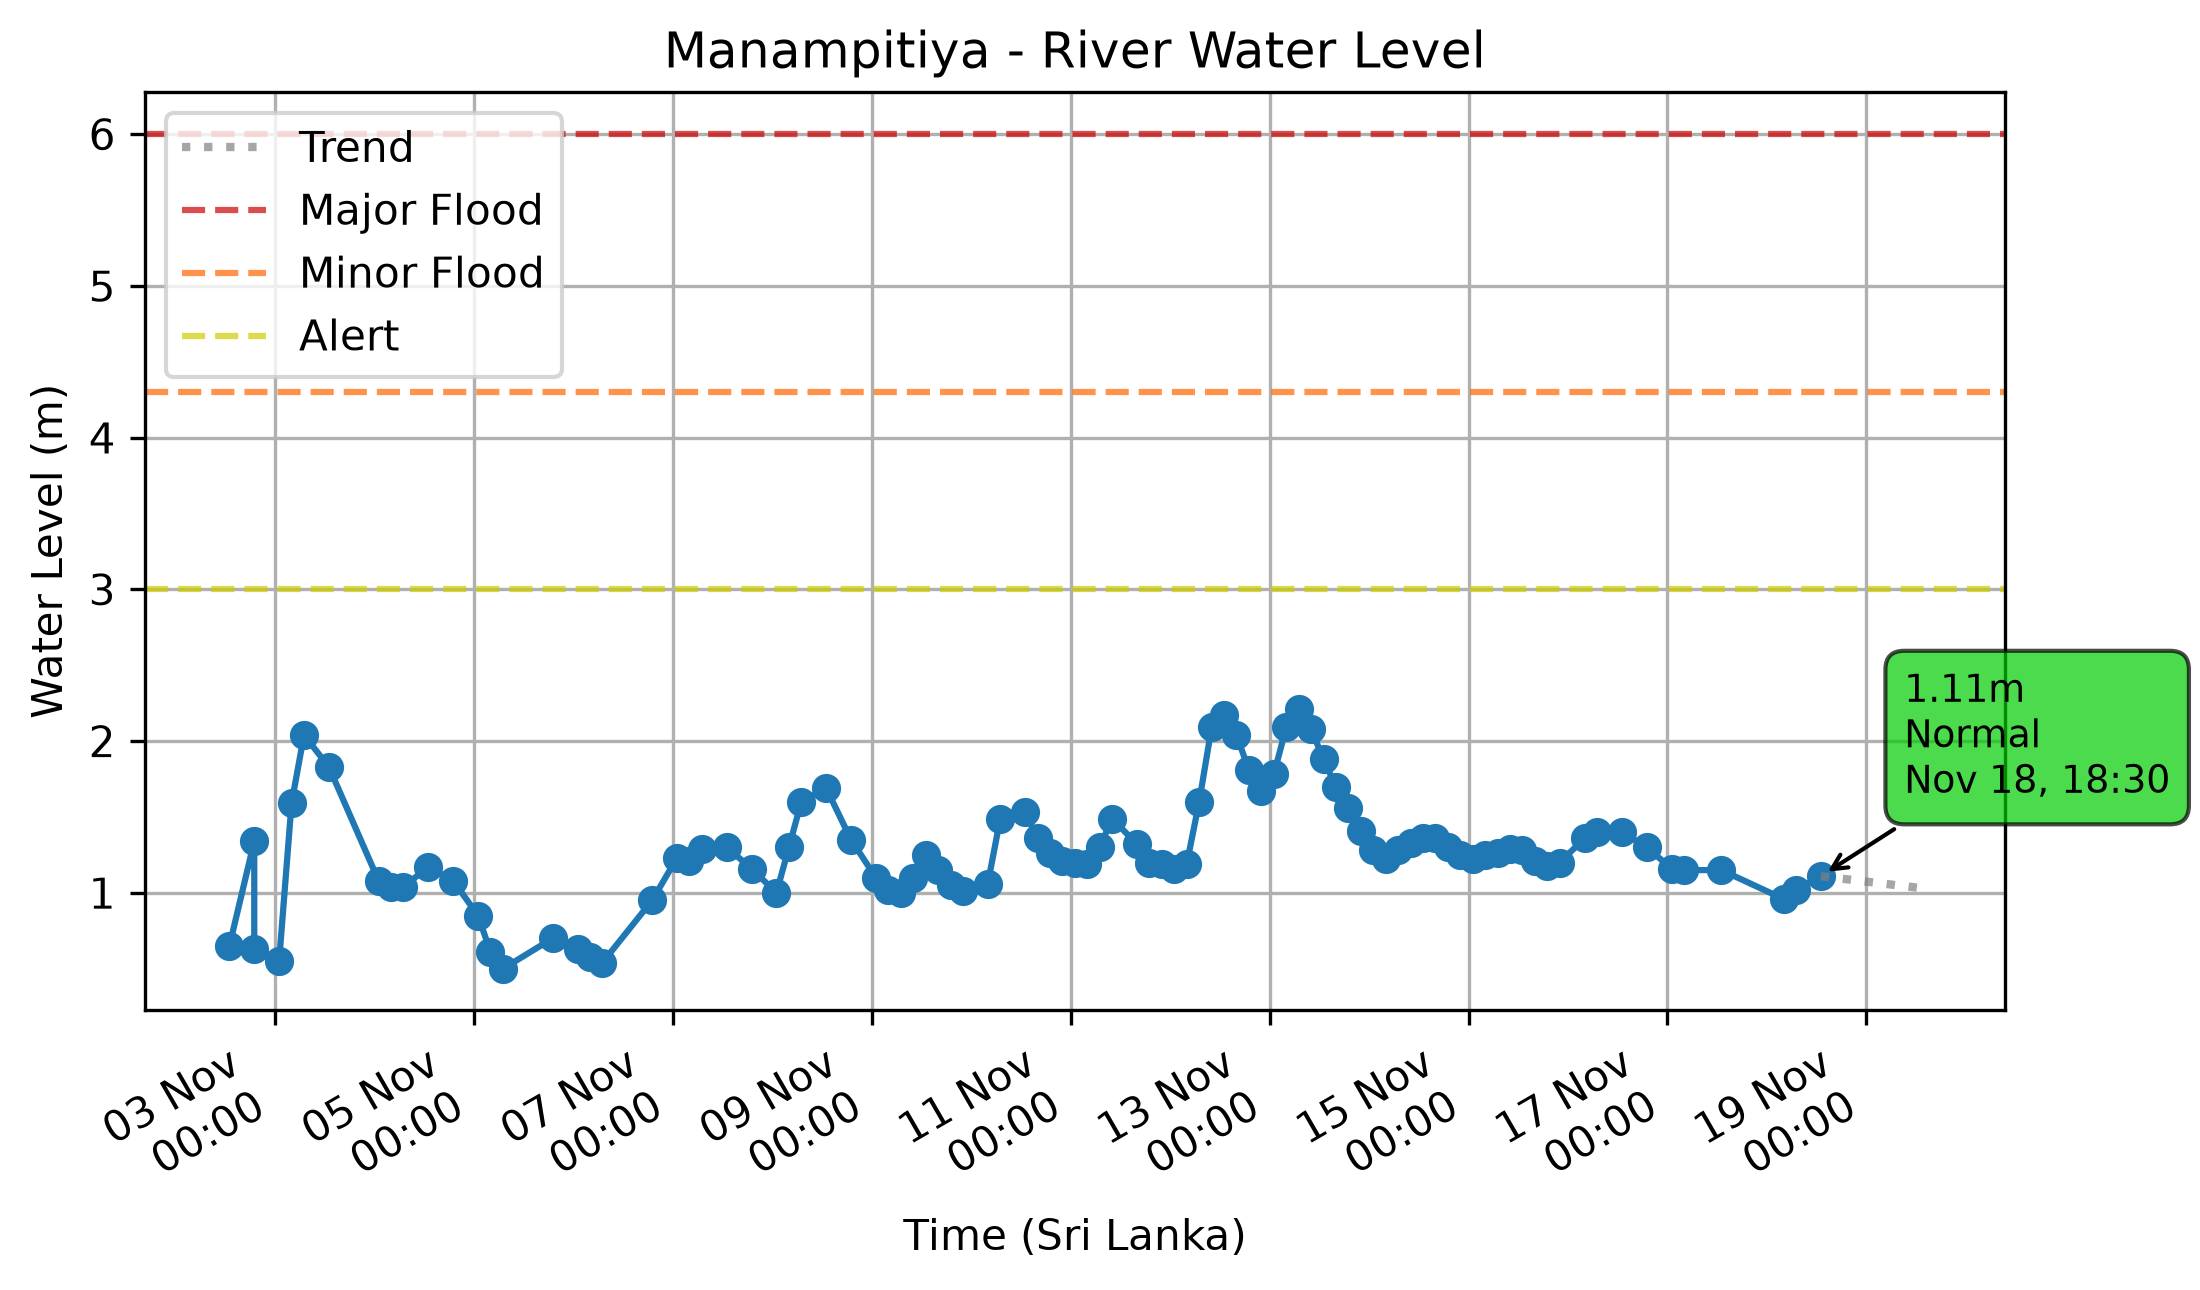 Manampitiya - River Water Level
Trend
Major Flood
Minor Flood
Alert
6
5
4
3
2
1
Water Level (m)
1.11m
Normal
Nov 18, 18:30
03 Nov
00:00
05 Nov
00:00
07 Nov
00:00
09 Nov
00:00
11 Nov
00:00
13 Nov
00:00
15 Nov
00:00
17 Nov
00:00
19 Nov
00:00
Time (Sri Lanka)